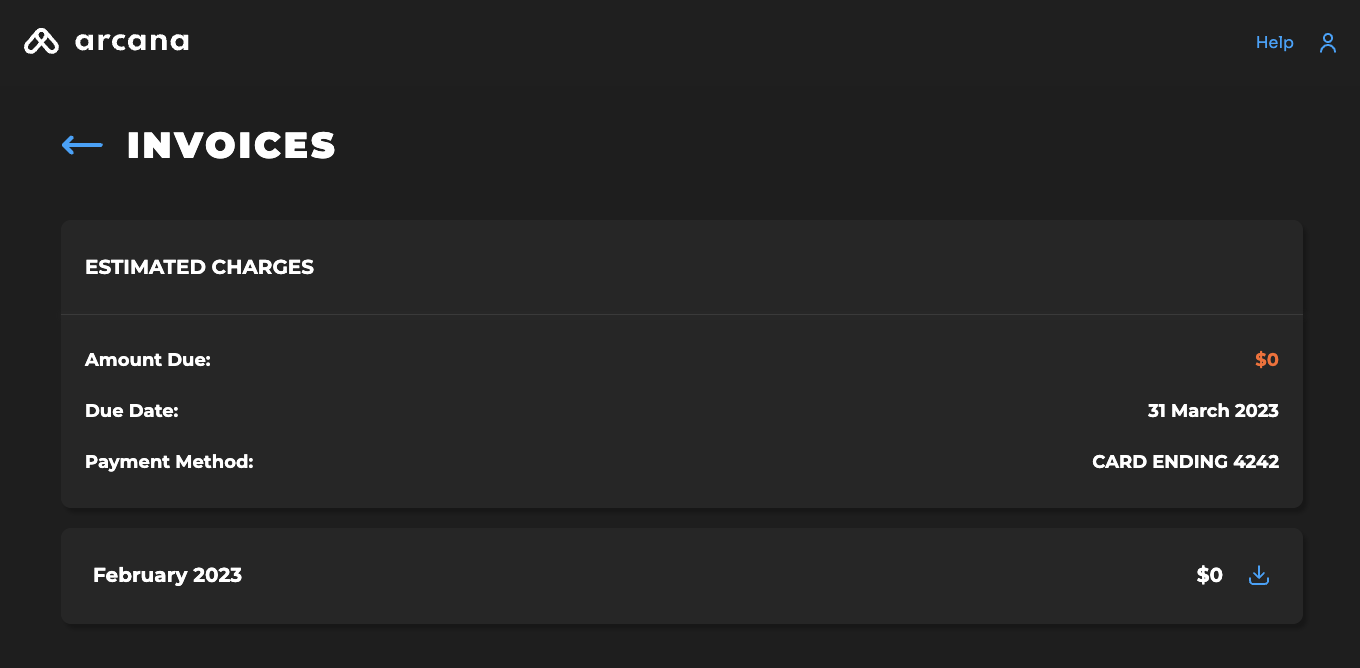 arcana
Help
INVOICES
ESTIMATED CHARGES
Amount Due: $0
Due Date: 31 March 2023
Payment Method: CARD ENDING 4242
February 2023 $0